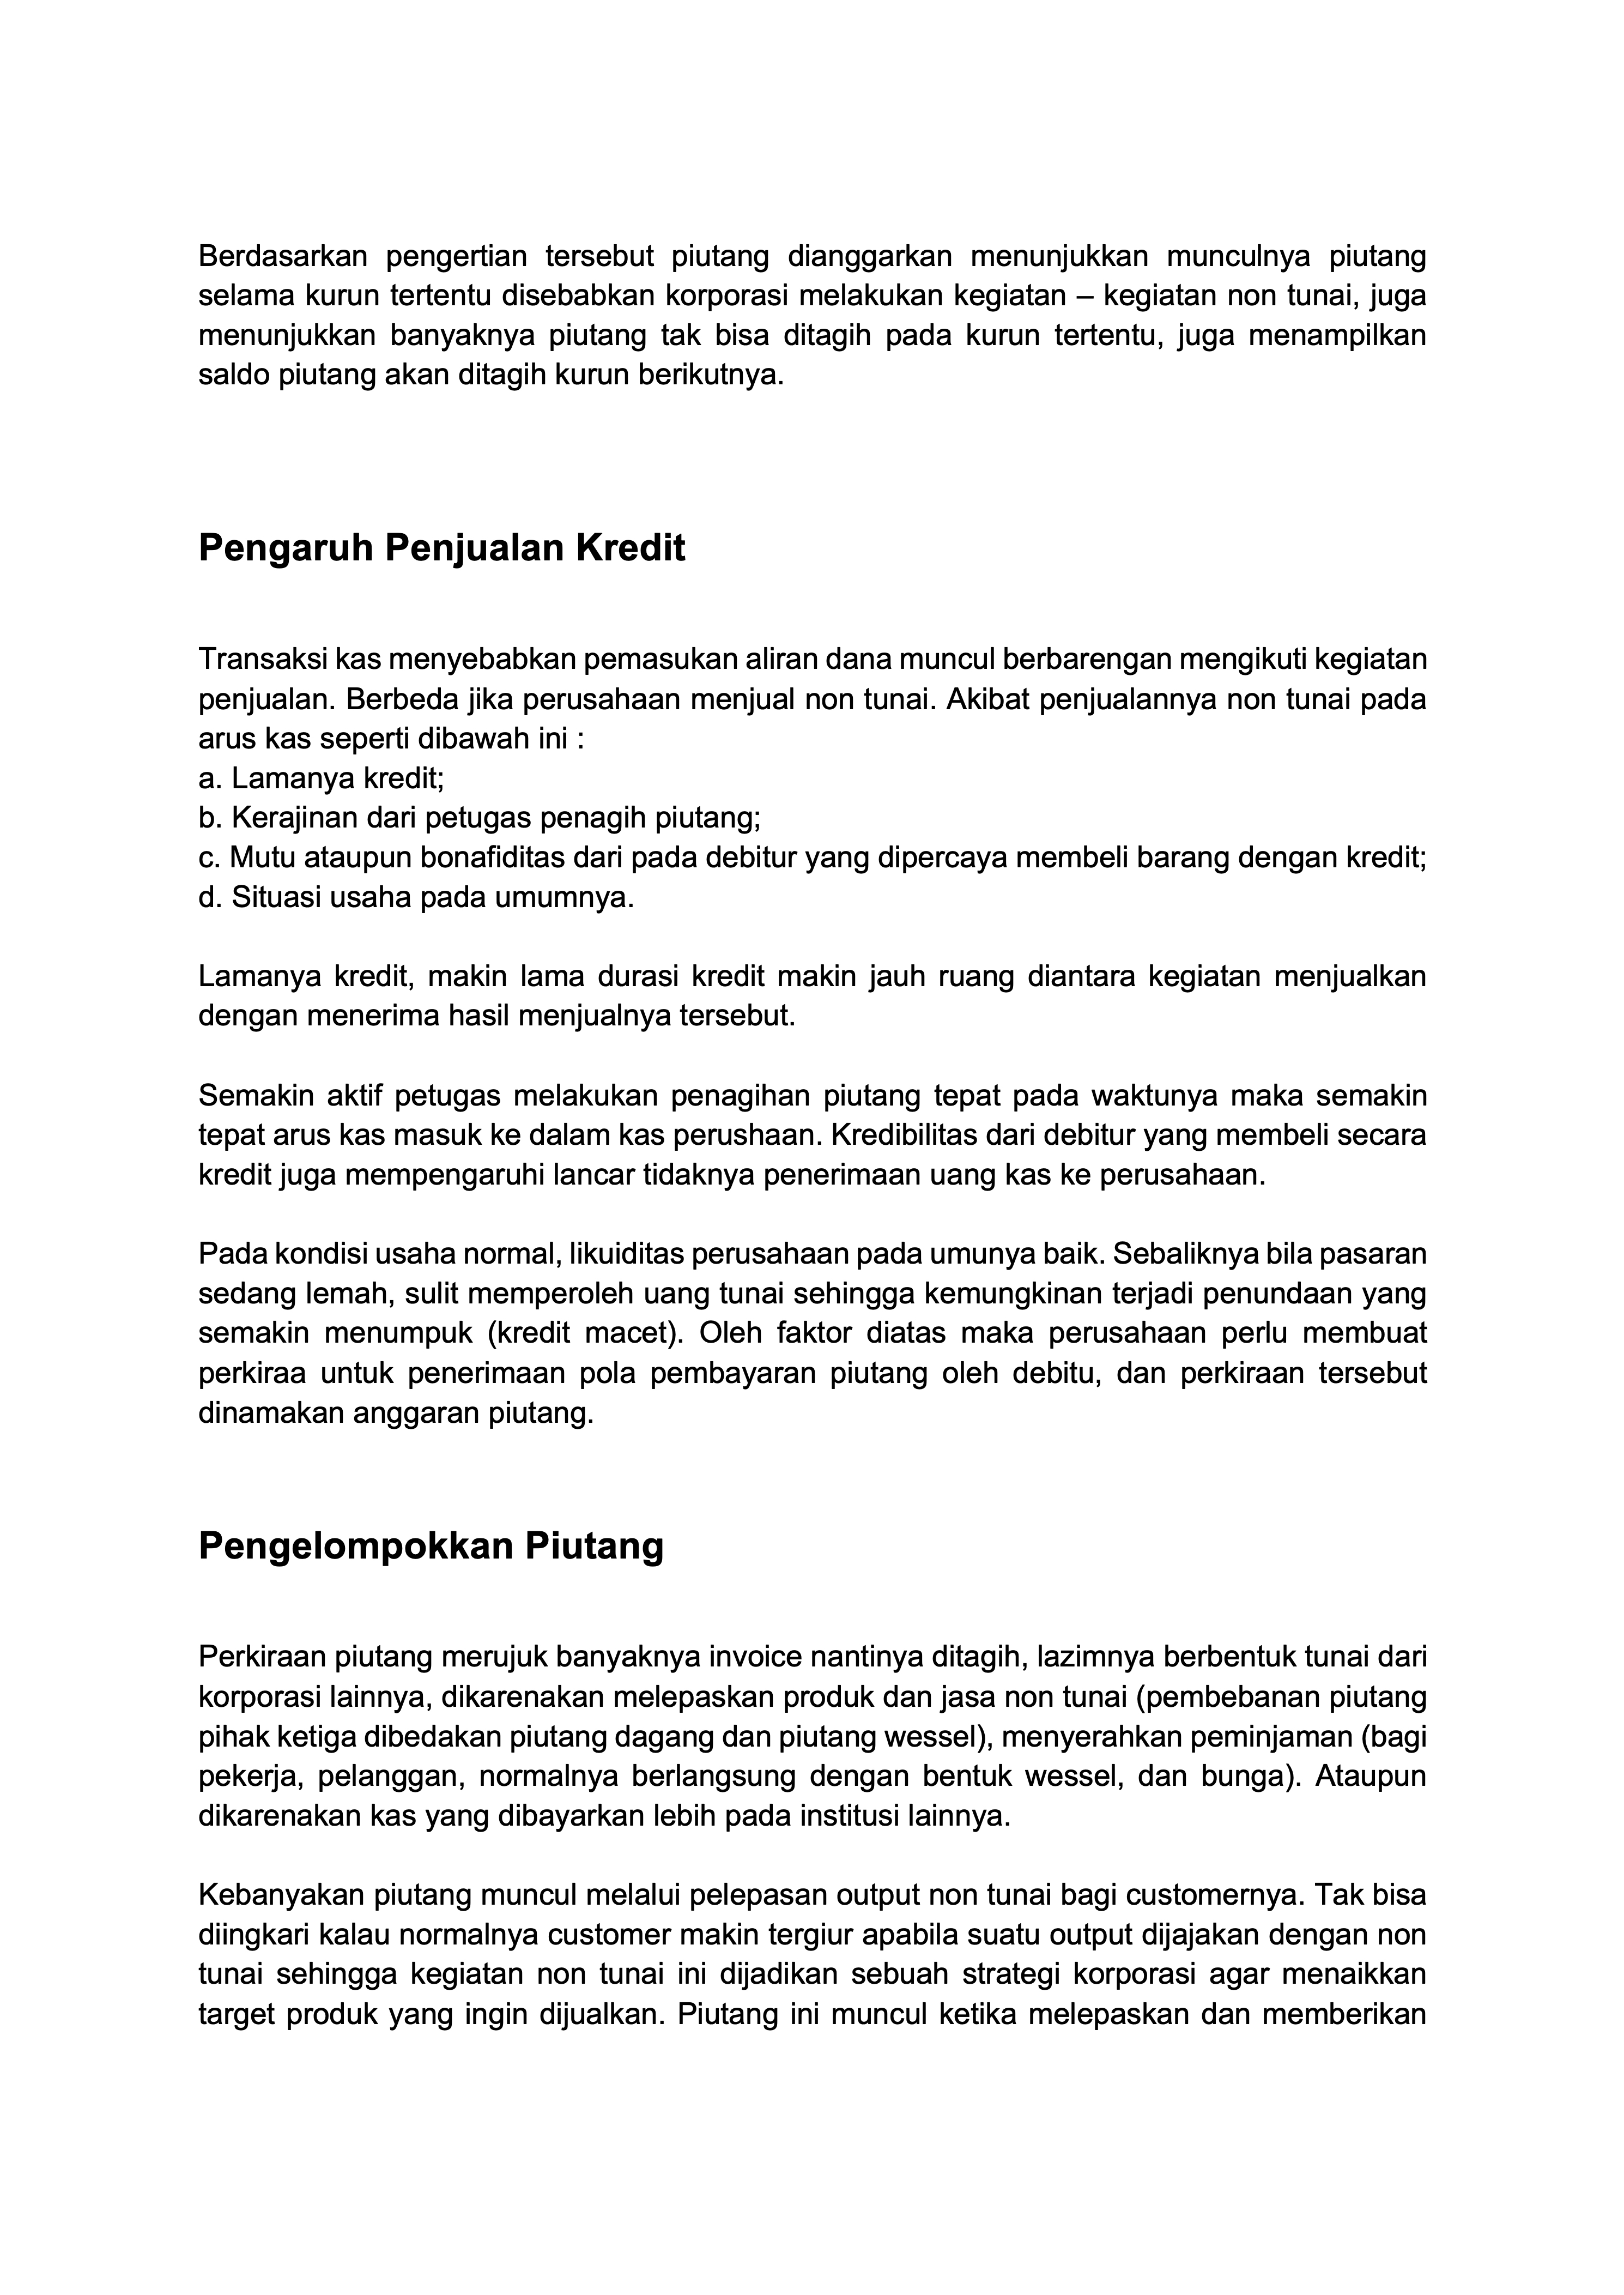 Berdasarkan pengertian tersebut piutang dianggarkan menunjukkan munculnya piutang
selama kurun tertentu disebabkan korporasi melakukan kegiatan – kegiatan non tunai, juga
menunjukkan banyaknya piutang tak bisa ditagih pada kurun tertentu, juga menampilkan
saldo piutang akan ditagih kurun berikutnya.
Pengaruh Penjualan Kredit
Transaksi kas menyebabkan pemasukan aliran dana muncul berbarengan mengikuti kegiatan
penjualan. Berbeda jika perusahaan menjual non tunai. Akibat penjualannya non tunai pada
arus kas seperti dibawah ini :
a. Lamanya kredit;
b. Kerajinan dari petugas penagih piutang;
c. Mutu ataupun bonafiditas dari pada debitur yang dipercaya membeli barang dengan kredit;
d. Situasi usaha pada umumnya.
Lamanya kredit, makin lama durasi kredit makin jauh ruang diantara kegiatan menjualkan
dengan menerima hasil menjualnya tersebut.
Semakin aktif petugas melakukan penagihan piutang tepat pada waktunya maka semakin
tepat arus kas masuk ke dalam kas perushaan. Kredibilitas dari debitur yang membeli secara
kredit juga mempengaruhi lancar tidaknya penerimaan uang kas ke perusahaan.
Pada kondisi usaha normal, likuiditas perusahaan pada umunya baik. Sebaliknya bila pasaran
sedang lemah, sulit memperoleh uang tunai sehingga kemungkinan terjadi penundaan yang
semakin menumpuk (kredit macet). Oleh faktor diatas maka perusahaan perlu membuat
perkiraa untuk penerimaan pola pembayaran piutang oleh debitu, dan perkiraan tersebut
dinamakan anggaran piutang.
Pengelompokkan Piutang
Perkiraan piutang merujuk banyaknya invoice nantinya ditagih, lazimnya berbentuk tunai dari
korporasi lainnya, dikarenakan melepaskan produk dan jasa non tunai (pembebanan piutang
pihak ketiga dibedakan piutang dagang dan piutang wessel), menyerahkan peminjaman (bagi
pekerja, pelanggan, normalnya berlangsung dengan bentuk wessel, dan bunga). Ataupun
dikarenakan kas yang dibayarkan lebih pada institusi lainnya.
Kebanyakan piutang muncul melalui pelepasan output non tunai bagi customernya. Tak bisa
diingkari kalau normalnya customer makin tergiur apabila suatu output dijajakan dengan non
tunai sehingga kegiatan non tunai ini dijadikan sebuah strategi korporasi agar menaikkan
target produk yang ingin dijualkan. Piutang ini muncul ketika melepaskan dan memberikan